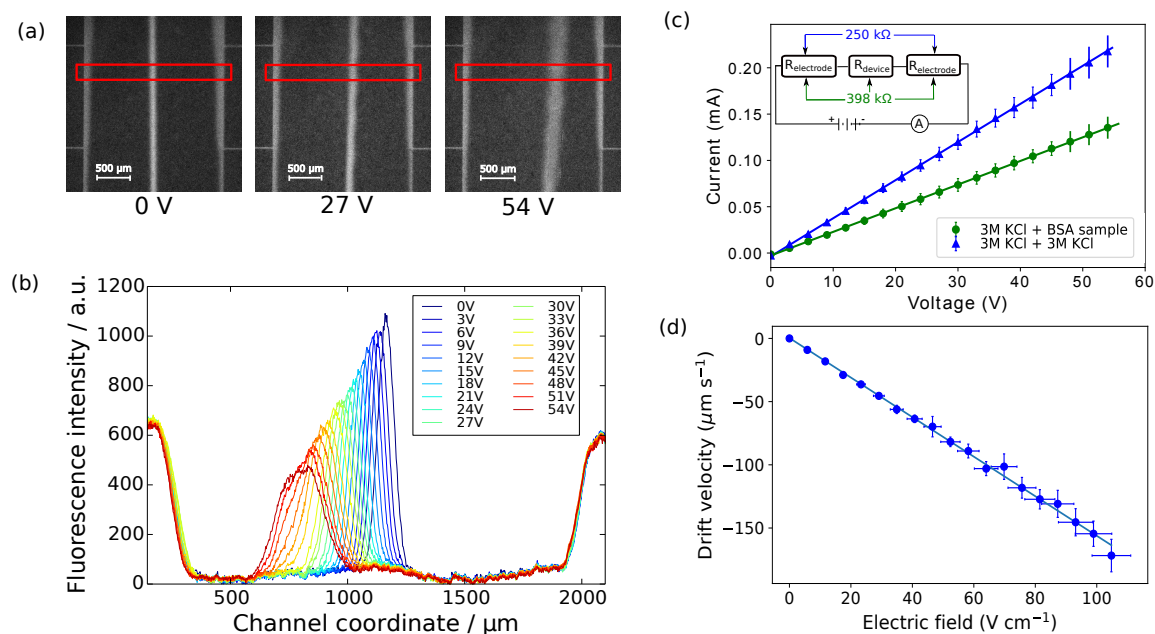 (a)
500 μm
500 μm
500 μm
0 V
27 V
54 V
(b)
Fluorescence intensity / a.u.
1200
1000
800
600
400
200
0
500
1000
1500
2000
Channel coordinate / μm
0V
3V
6V
9V
12V
15V
18V
21V
24V
27V
30V
33V
36V
39V
42V
45V
48V
51V
54V
(c)
Current (mA)
0.20
0.15
0.10
0.05
0.00
250 kΩ
Relectrode
Rdevice
Relectrode
398 kΩ
+
-
A
3M KCl + BSA sample
3M KCl + 3M KCl
0
10
20
30
40
50
60
Voltage (V)
(d)
Drift velocity (μm s⁻¹)
0
−50
−100
−150
0
20
40
60
80
100
Electric field (V cm⁻¹)